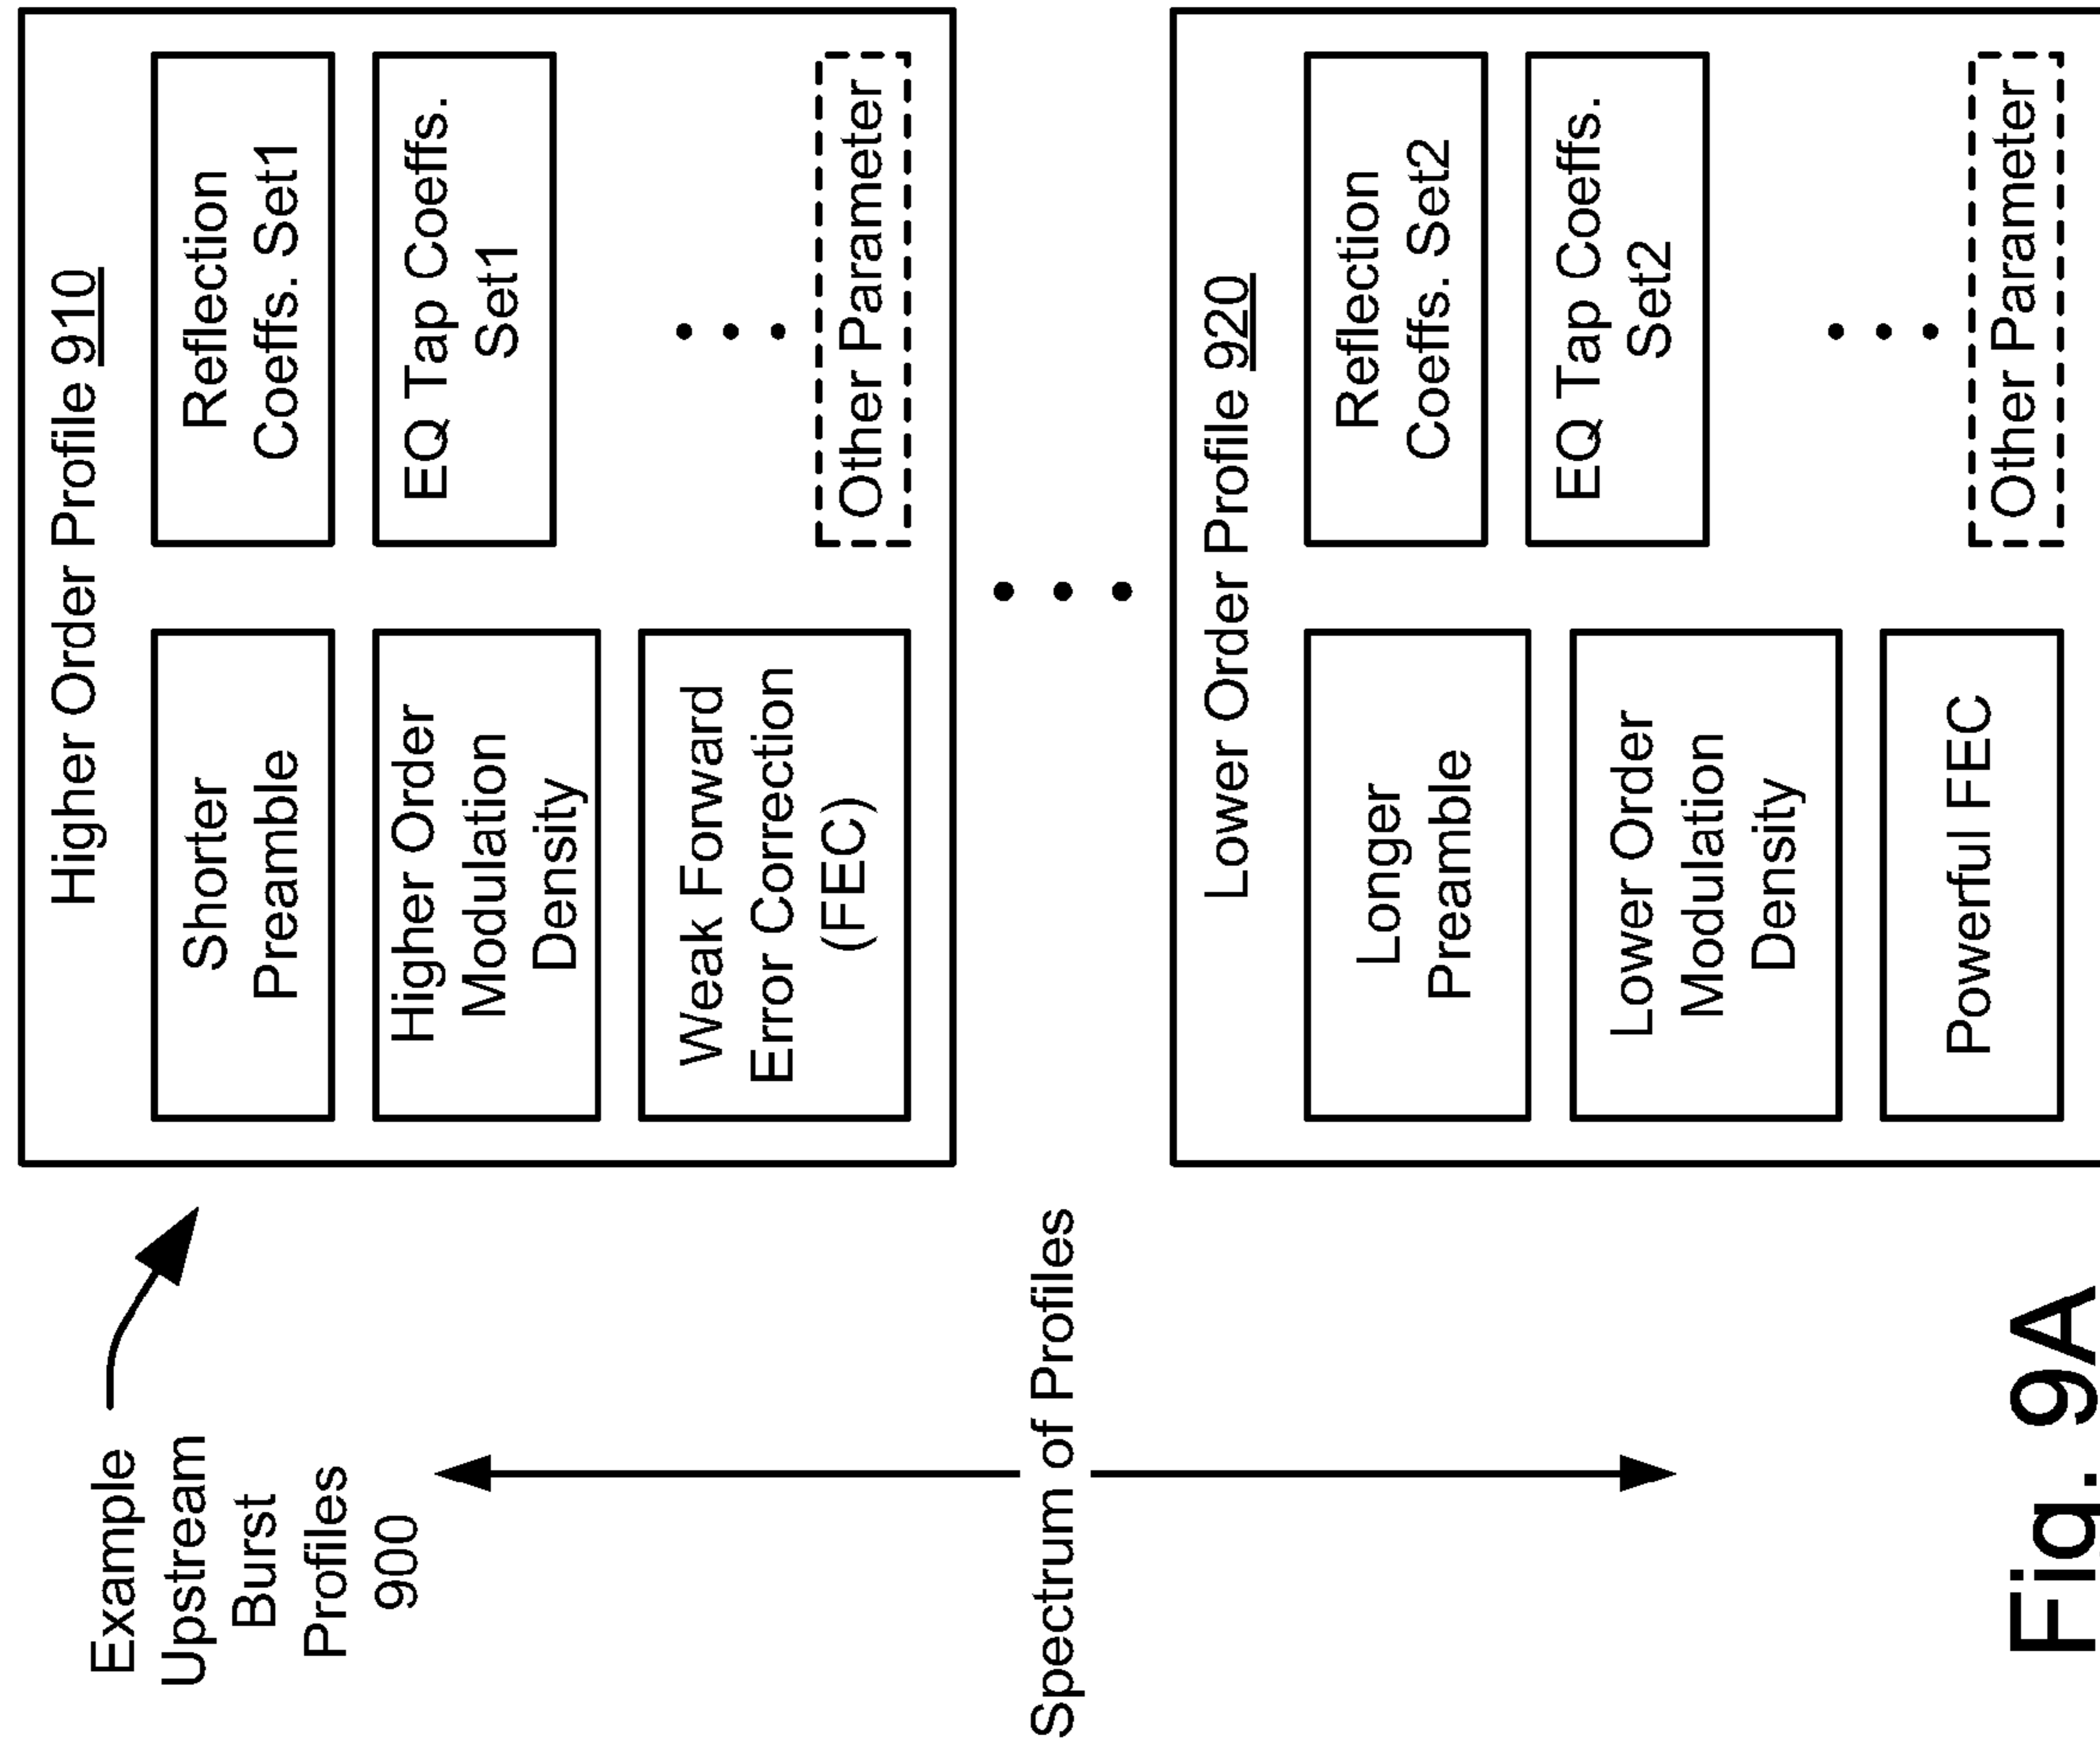 Example
Upstream
Burst
Profiles
900
Higher Order Profile 910
Shorter
Preamble
Higher Order
Modulation
Density
Weak Forward
Error Correction
(FEC)
Reflection
Coeffs. Set1
EQ Tap Coeffs.
Set1
Other Parameter
Spectrum of Profiles
Lower Order Profile 920
Longer
Preamble
Lower Order
Modulation
Density
Powerful FEC
Reflection
Coeffs. Set2
EQ Tap Coeffs.
Set2
Other Parameter
Fig. 9A